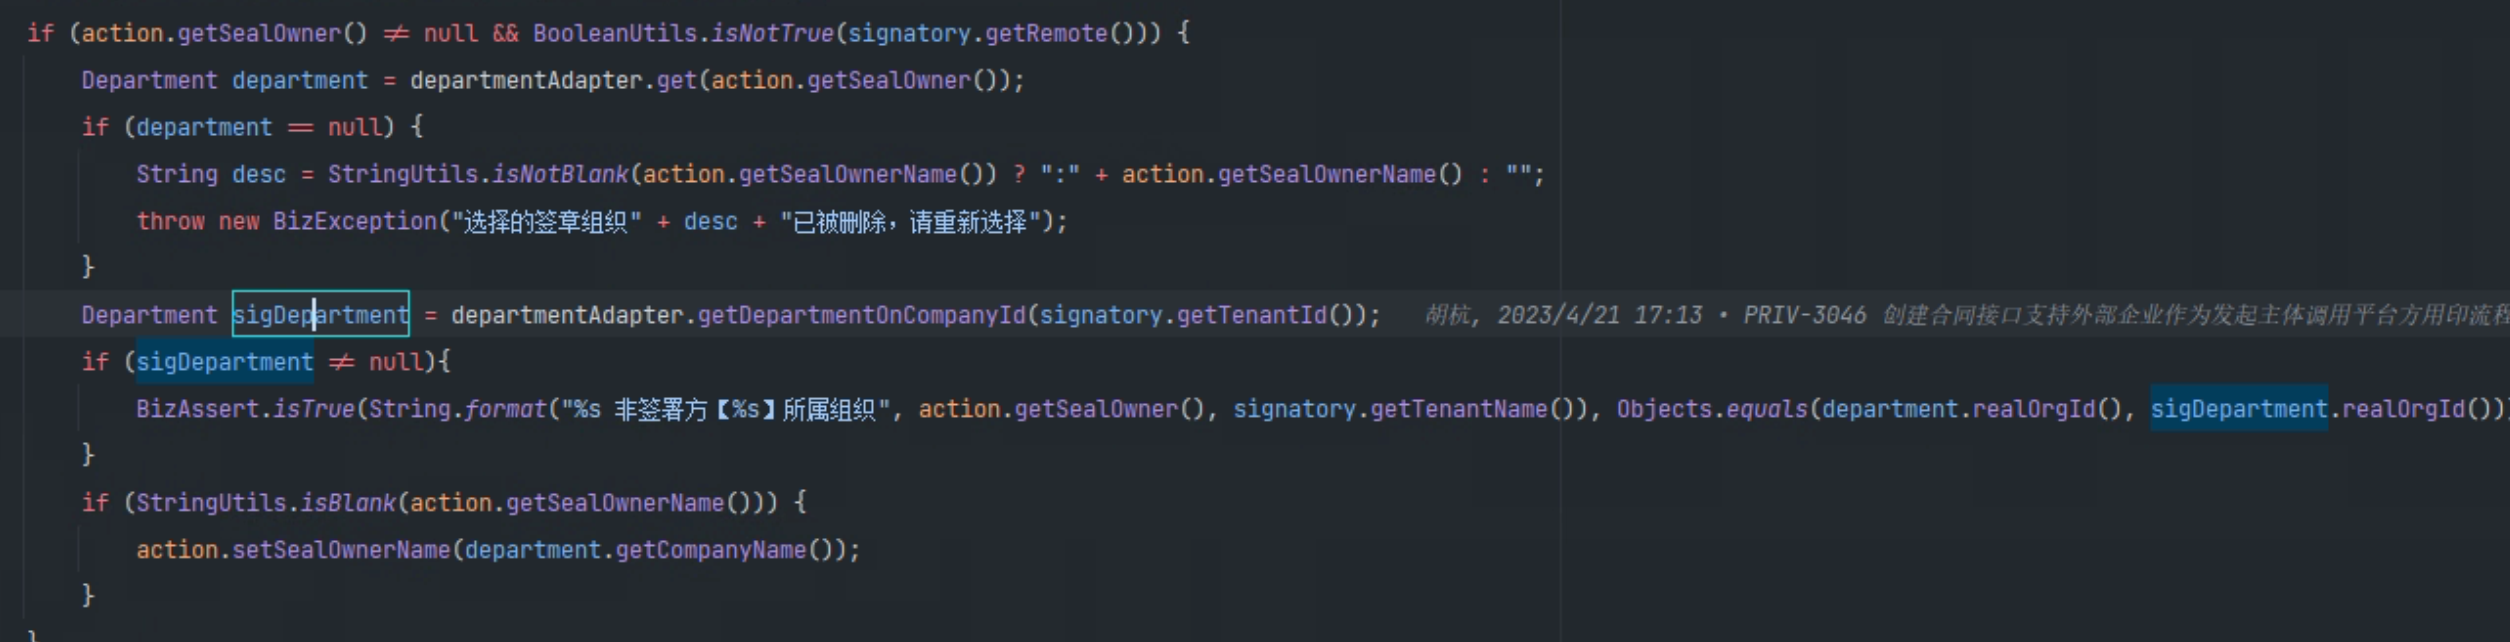 if (action.getSealOwner() ≠ null && BooleanUtils.isNotTrue(signatory.getRemote())) {
Department department = departmentAdapter.get(action.getSealOwner());
if (department == null) {
String desc = StringUtils.isNotBlank(action.getSealOwnerName()) ? ":" + action.getSealOwnerName() : "";
throw new BizException("选择的签章组织" + desc + "已被删除，请重新选择");
}
Department sigDepartment = departmentAdapter.getDepartmentOnCompanyId(signatory.getTenantId()); 胡杭, 2023/4/21 17:13 • PRIV-3046 创建合同接口支持外部企业作为发起主体调用平台方用印流程
if (sigDepartment ≠ null){
BizAssert.isTrue(String.format("%s 非签署方【%s】所属组织", action.getSealOwner(), signatory.getTenantName()), Objects.equals(department.realOrgId(), sigDepartment.realOrgId())
}
if (StringUtils.isBlank(action.getSealOwnerName())) {
action.setSealOwnerName(department.getCompanyName());
}
}